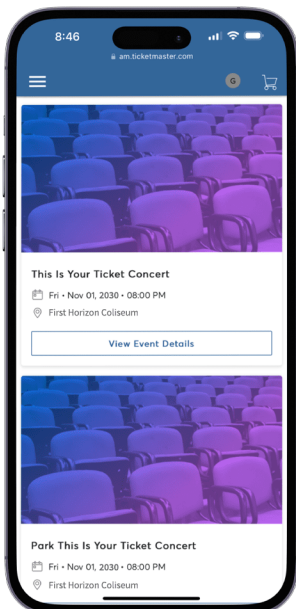 8:46
am.ticketmaster.com
G
This Is Your Ticket Concert
Fri • Nov 01, 2030 • 08:00 PM
First Horizon Coliseum
View Event Details
Park This Is Your Ticket Concert
Fri • Nov 01, 2030 • 08:00 PM
First Horizon Coliseum